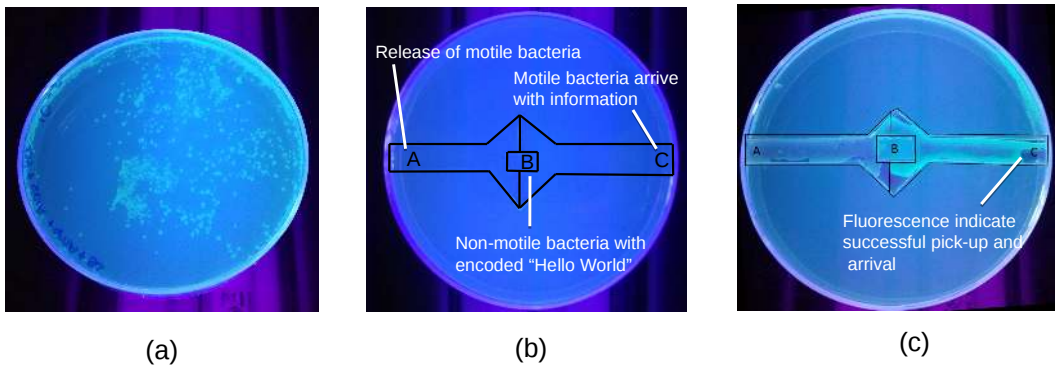 Release of motile bacteria
Motile bacteria arrive
with information
A
B
C
Non-motile bacteria with
encoded “Hello World”
A
B
C
Fluorescence indicate
successful pick-up and
arrival
(a)
(b)
(c)